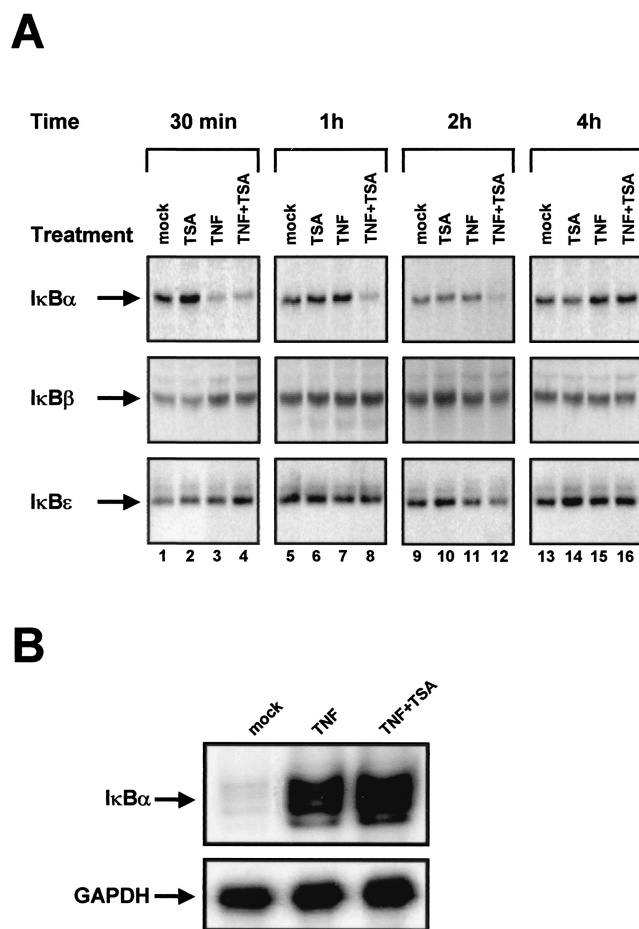 A
Time 30 min 1h 2h 4h
Treatment mock TSA TNF TNF+TSA mock TSA TNF TNF+TSA mock TSA TNF TNF+TSA mock TSA TNF TNF+TSA
IκBα
IκBβ
IκBε
1 2 3 4 5 6 7 8 9 10 11 12 13 14 15 16
B
mock TNF TNF+TSA
IκBα
GAPDH